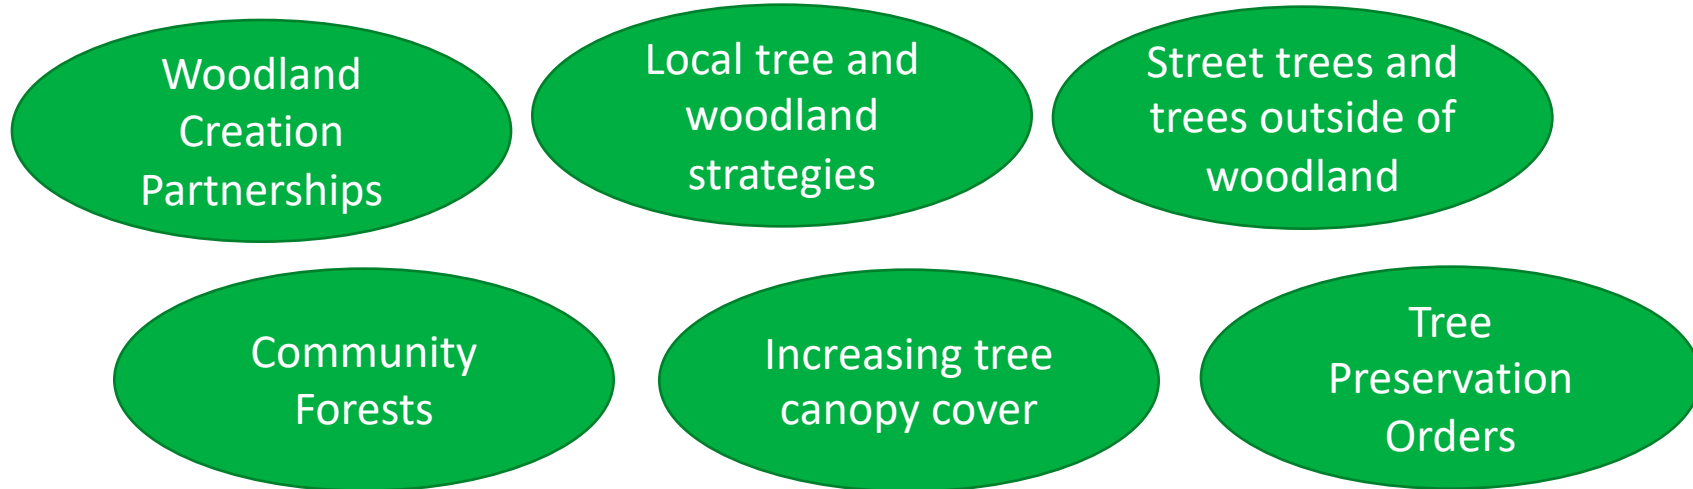 Woodland
Creation
Partnerships
Local tree and
woodland
strategies
Street trees and
trees outside of
woodland
Community
Forests
Increasing tree
canopy cover
Tree
Preservation
Orders